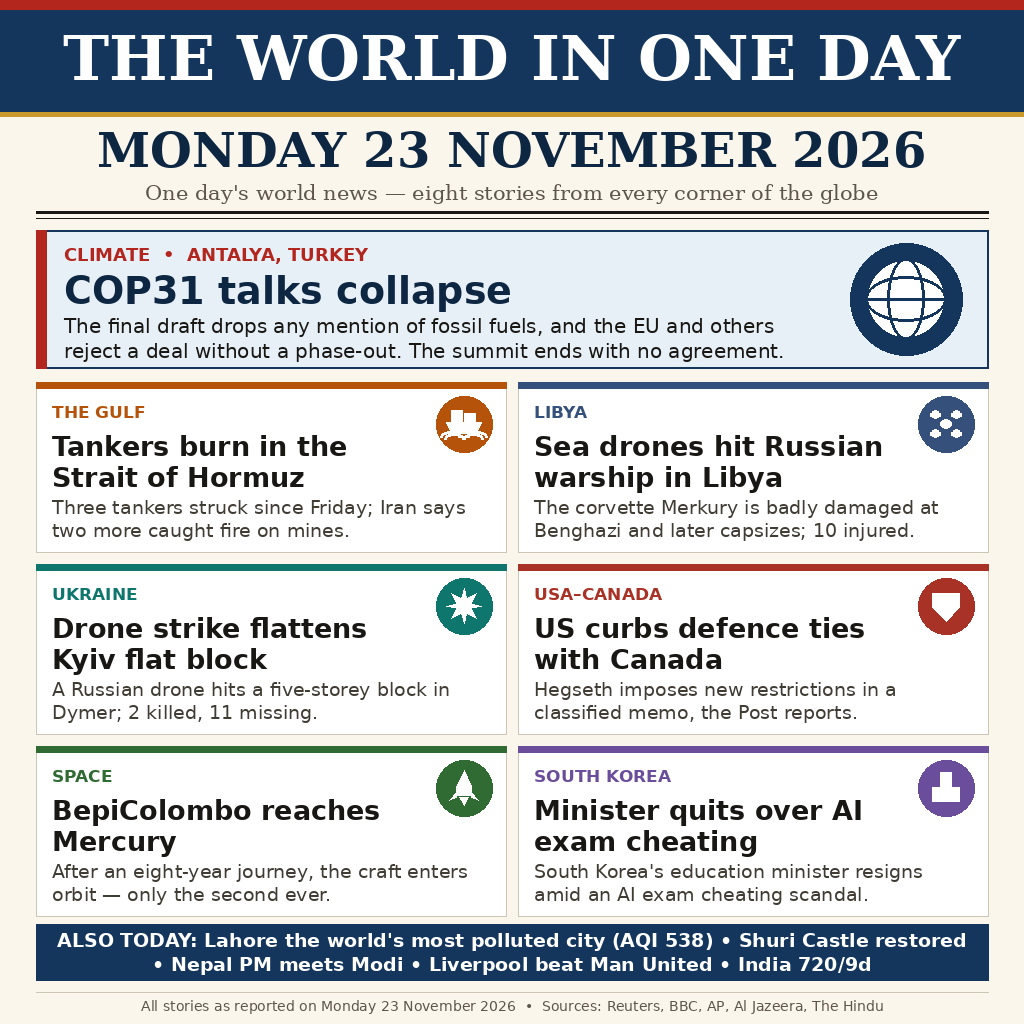 THE WORLD IN ONE DAY
MONDAY 23 NOVEMBER 2026
One day's world news — eight stories from every corner of the globe
CLIMATE • ANTALYA, TURKEY
COP31 talks collapse
The final draft drops any mention of fossil fuels, and the EU and others
reject a deal without a phase-out. The summit ends with no agreement.
THE GULF
Tankers burn in the
Strait of Hormuz
Three tankers struck since Friday; Iran says
two more caught fire on mines.
LIBYA
Sea drones hit Russian
warship in Libya
The corvette Merkury is badly damaged at
Benghazi and later capsizes; 10 injured.
UKRAINE
Drone strike flattens
Kyiv flat block
A Russian drone hits a five-storey block in
Dymer; 2 killed, 11 missing.
USA–CANADA
US curbs defence ties
with Canada
Hegseth imposes new restrictions in a
classified memo, the Post reports.
SPACE
BepiColombo reaches
Mercury
After an eight-year journey, the craft enters
orbit — only the second ever.
SOUTH KOREA
Minister quits over AI
exam cheating
South Korea's education minister resigns
amid an AI exam cheating scandal.
ALSO TODAY: Lahore the world's most polluted city (AQI 538) • Shuri Castle restored
• Nepal PM meets Modi • Liverpool beat Man United • India 720/9d
All stories as reported on Monday 23 November 2026 • Sources: Reuters, BBC, AP, Al Jazeera, The Hindu